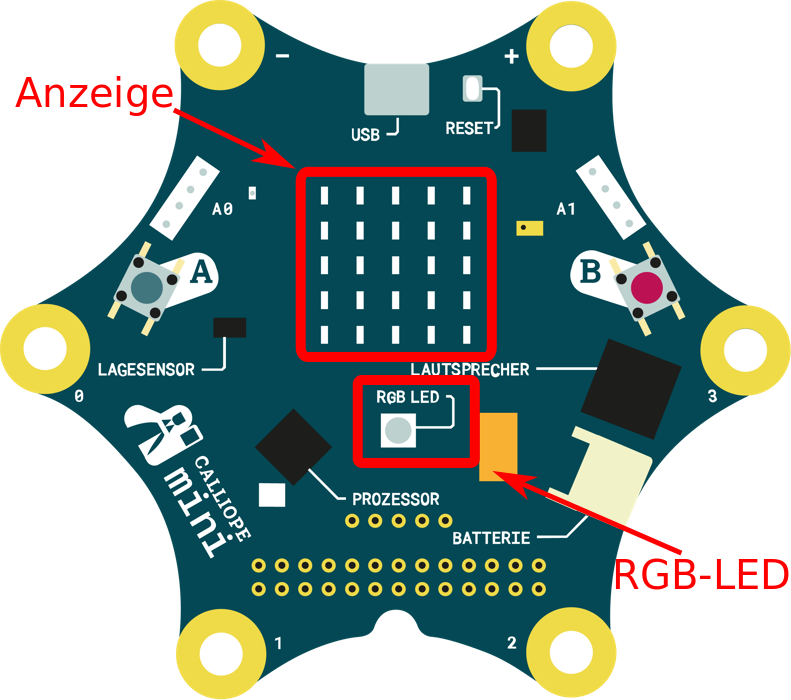 − +
Anzeige
USB
RESET
A0
A1
A
B
LAGESENSOR
LAUTSPRECHER
0
3
RGB LED
CALLIOPE
mini
PROZESSOR
BATTERIE
RGB-LED
1
2